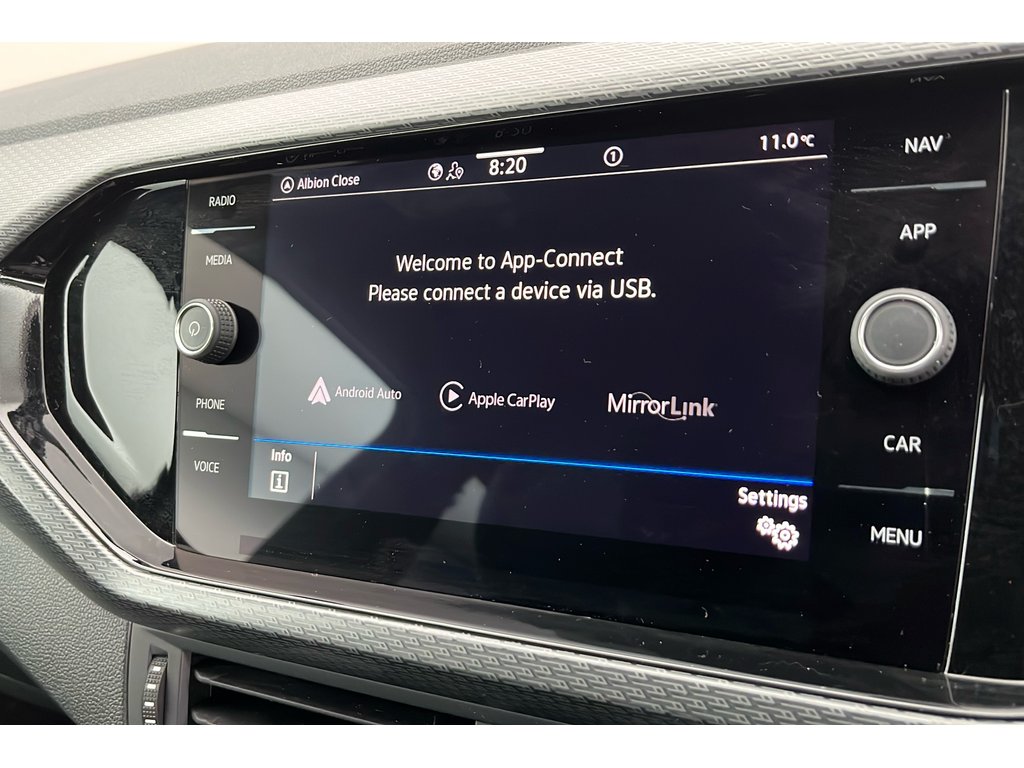 NAV
RADIO
Albion Close
8:20
1
11.0°C
MEDIA
APP
Welcome to App-Connect
Please connect a device via USB.
PHONE
Android Auto
Apple CarPlay
MirrorLink
CAR
VOICE
Info
i
Settings
MENU